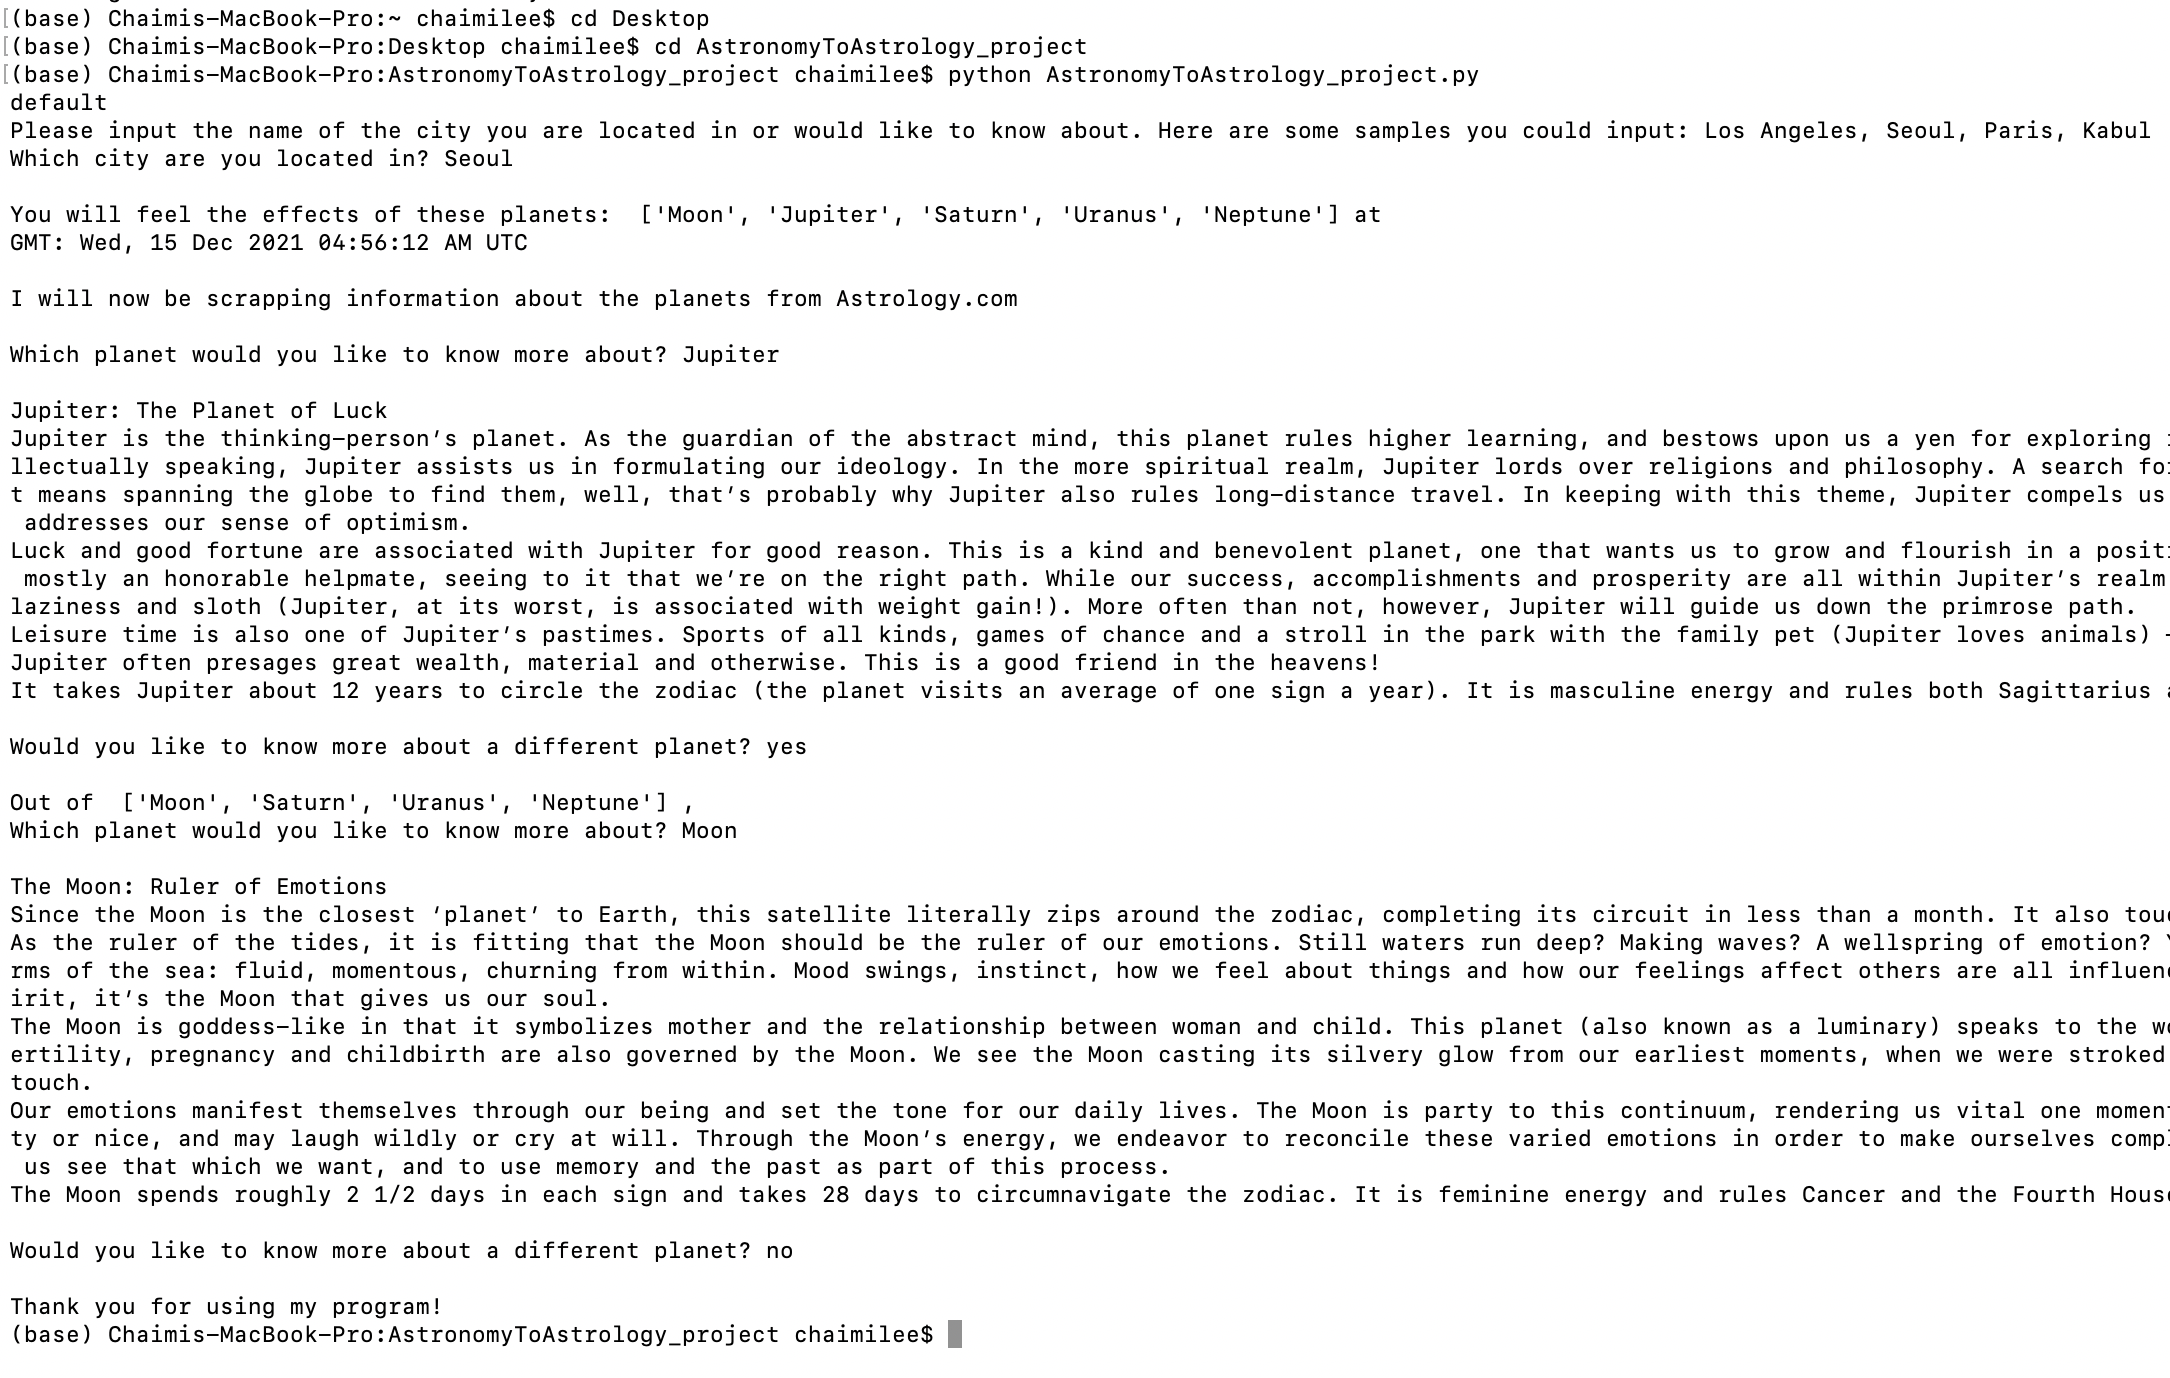 (base) Chaimis-MacBook-Pro:~ chaimilee$ cd Desktop
(base) Chaimis-MacBook-Pro:Desktop chaimilee$ cd AstronomyToAstrology_project
(base) Chaimis-MacBook-Pro:AstronomyToAstrology_project chaimilee$ python AstronomyToAstrology_project.py
default
Please input the name of the city you are located in or would like to know about. Here are some samples you could input: Los Angeles, Seoul, Paris, Kabul
Which city are you located in? Seoul
You will feel the effects of these planets:  ['Moon', 'Jupiter', 'Saturn', 'Uranus', 'Neptune'] at
GMT: Wed, 15 Dec 2021 04:56:12 AM UTC
I will now be scrapping information about the planets from Astrology.com
Which planet would you like to know more about? Jupiter
Jupiter: The Planet of Luck
Jupiter is the thinking-person’s planet. As the guardian of the abstract mind, this planet rules higher learning, and bestows upon us a yen for exploring
llectually speaking, Jupiter assists us in formulating our ideology. In the more spiritual realm, Jupiter lords over religions and philosophy. A search
t means spanning the globe to find them, well, that’s probably why Jupiter also rules long-distance travel. In keeping with this theme, Jupiter compels us
addresses our sense of optimism.
Luck and good fortune are associated with Jupiter for good reason. This is a kind and benevolent planet, one that wants us to grow and flourish in a
mostly an honorable helpmate, seeing to it that we’re on the right path. While our success, accomplishments and prosperity are all within Jupiter’s realm
laziness and sloth (Jupiter, at its worst, is associated with weight gain!). More often than not, however, Jupiter will guide us down the primrose path.
Leisure time is also one of Jupiter’s pastimes. Sports of all kinds, games of chance and a stroll in the park with the family pet (Jupiter loves animals)
Jupiter often presages great wealth, material and otherwise. This is a good friend in the heavens!
It takes Jupiter about 12 years to circle the zodiac (the planet visits an average of one sign a year). It is masculine energy and rules both Sagittarius
Would you like to know more about a different planet? yes
Out of  ['Moon', 'Saturn', 'Uranus', 'Neptune'] ,
Which planet would you like to know more about? Moon
The Moon: Ruler of Emotions
Since the Moon is the closest ‘planet’ to Earth, this satellite literally zips around the zodiac, completing its circuit in less than a month. It also
As the ruler of the tides, it is fitting that the Moon should be the ruler of our emotions. Still waters run deep? Making waves? A wellspring of emotion?
rms of the sea: fluid, momentous, churning from within. Mood swings, instinct, how we feel about things and how our feelings affect others are all
irit, it’s the Moon that gives us our soul.
The Moon is goddess-like in that it symbolizes mother and the relationship between woman and child. This planet (also known as a luminary) speaks to the
ertility, pregnancy and childbirth are also governed by the Moon. We see the Moon casting its silvery glow from our earliest moments, when we were stroked
touch.
Our emotions manifest themselves through our being and set the tone for our daily lives. The Moon is party to this continuum, rendering us vital one
ty or nice, and may laugh wildly or cry at will. Through the Moon’s energy, we endeavor to reconcile these varied emotions in order to make ourselves
us see that which we want, and to use memory and the past as part of this process.
The Moon spends roughly 2 1/2 days in each sign and takes 28 days to circumnavigate the zodiac. It is feminine energy and rules Cancer and the Fourth
Would you like to know more about a different planet? no
Thank you for using my program!
(base) Chaimis-MacBook-Pro:AstronomyToAstrology_project chaimilee$